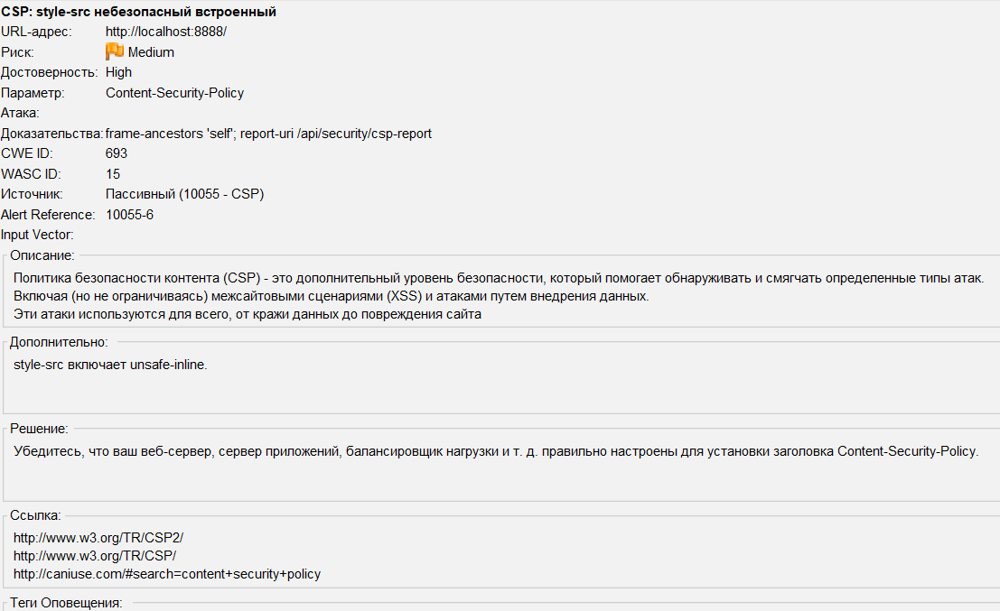 CSP: style-src небезопасный встроенный
URL-адрес: http://localhost:8888/
Риск: Medium
Достоверность: High
Параметр: Content-Security-Policy
Атака:
Доказательства: frame-ancestors 'self'; report-uri /api/security/csp-report
CWE ID: 693
WASC ID: 15
Источник: Пассивный (10055 - CSP)
Alert Reference: 10055-6
Input Vector:
Описание:
Политика безопасности контента (CSP) - это дополнительный уровень безопасности, который помогает обнаруживать и смягчать определенные типы атак.
Включая (но не ограничиваясь) межсайтовыми сценариями (XSS) и атаками путем внедрения данных.
Эти атаки используются для всего, от кражи данных до повреждения сайта
Дополнительно:
style-src включает unsafe-inline.
Решение:
Убедитесь, что ваш веб-сервер, сервер приложений, балансировщик нагрузки и т. д. правильно настроены для установки заголовка Content-Security-Policy.
Ссылка:
http://www.w3.org/TR/CSP2/
http://www.w3.org/TR/CSP/
http://caniuse.com/#search=content+security+policy
Теги Оповещения: